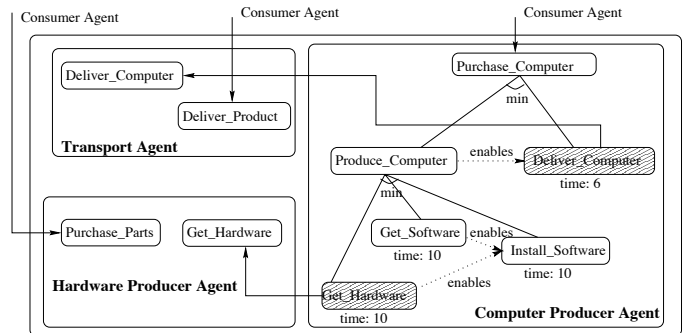 Consumer Agent
Consumer Agent
Consumer Agent
Deliver_Computer
Deliver_Product
Transport Agent
Purchase_Computer
min
Produce_Computer
enables
Deliver_Computer
time: 6
min
Purchase_Parts
Get_Hardware
Hardware Producer Agent
Get_Software
time: 10
enables
Install_Software
time: 10
enables
Get_Hardware
time: 10
Computer Producer Agent